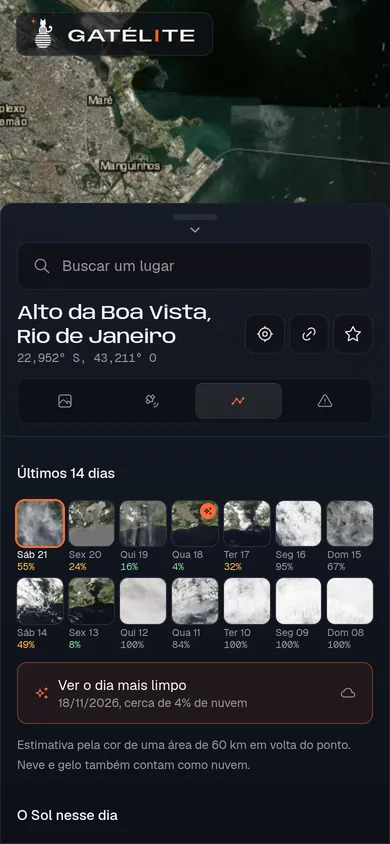 GATÉLITE
Maré
plexo
emão
Manguinhos
Buscar um lugar
Alto da Boa Vista,
Rio de Janeiro
22,952° S, 43,211° O
Últimos 14 dias
Sáb 21 Sex 20 Qui 19 Qua 18 Ter 17 Seg 16 Dom 15
55% 24% 16% 4% 32% 95% 67%
Sáb 14 Sex 13 Qui 12 Qua 11 Ter 10 Seg 09 Dom 08
49% 8% 100% 84% 100% 100% 100%
Ver o dia mais limpo
18/11/2026, cerca de 4% de nuvem
Estimativa pela cor de uma área de 60 km em volta do ponto.
Neve e gelo também contam como nuvem.
O Sol nesse dia